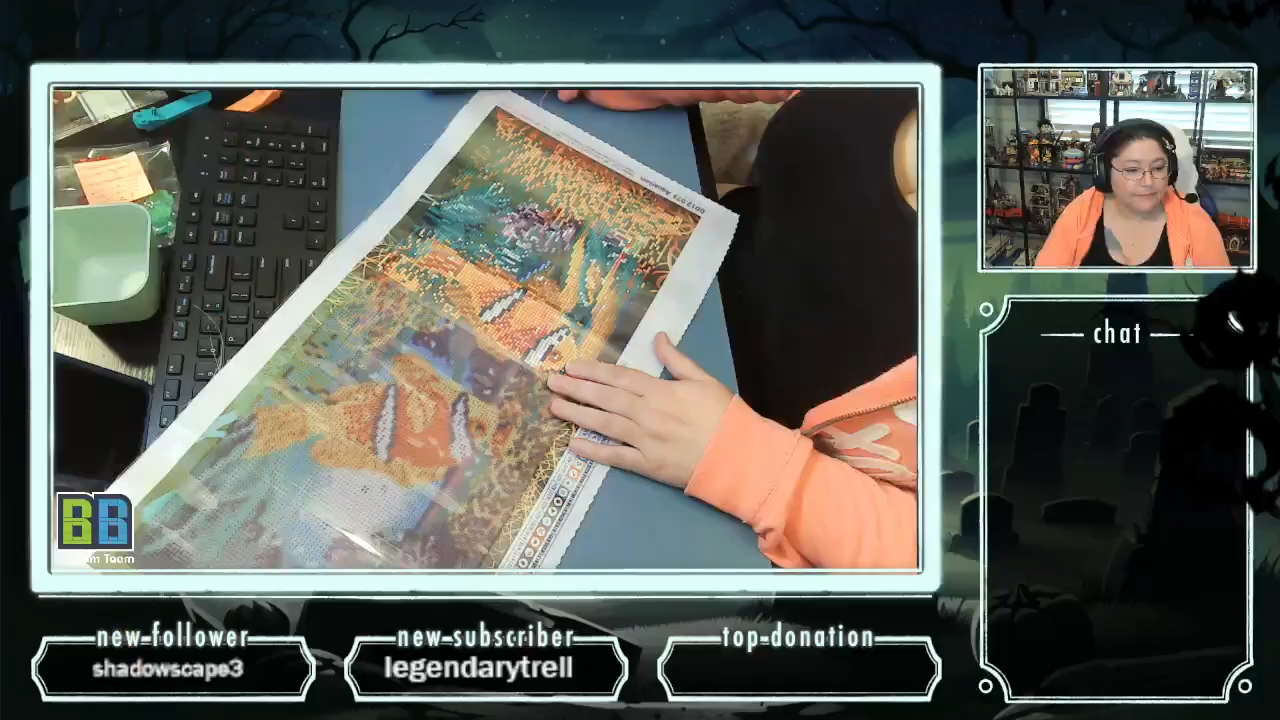 chat
BB
new-follower
new-subscriber
top-donation
shadowscape3
legendarytrell